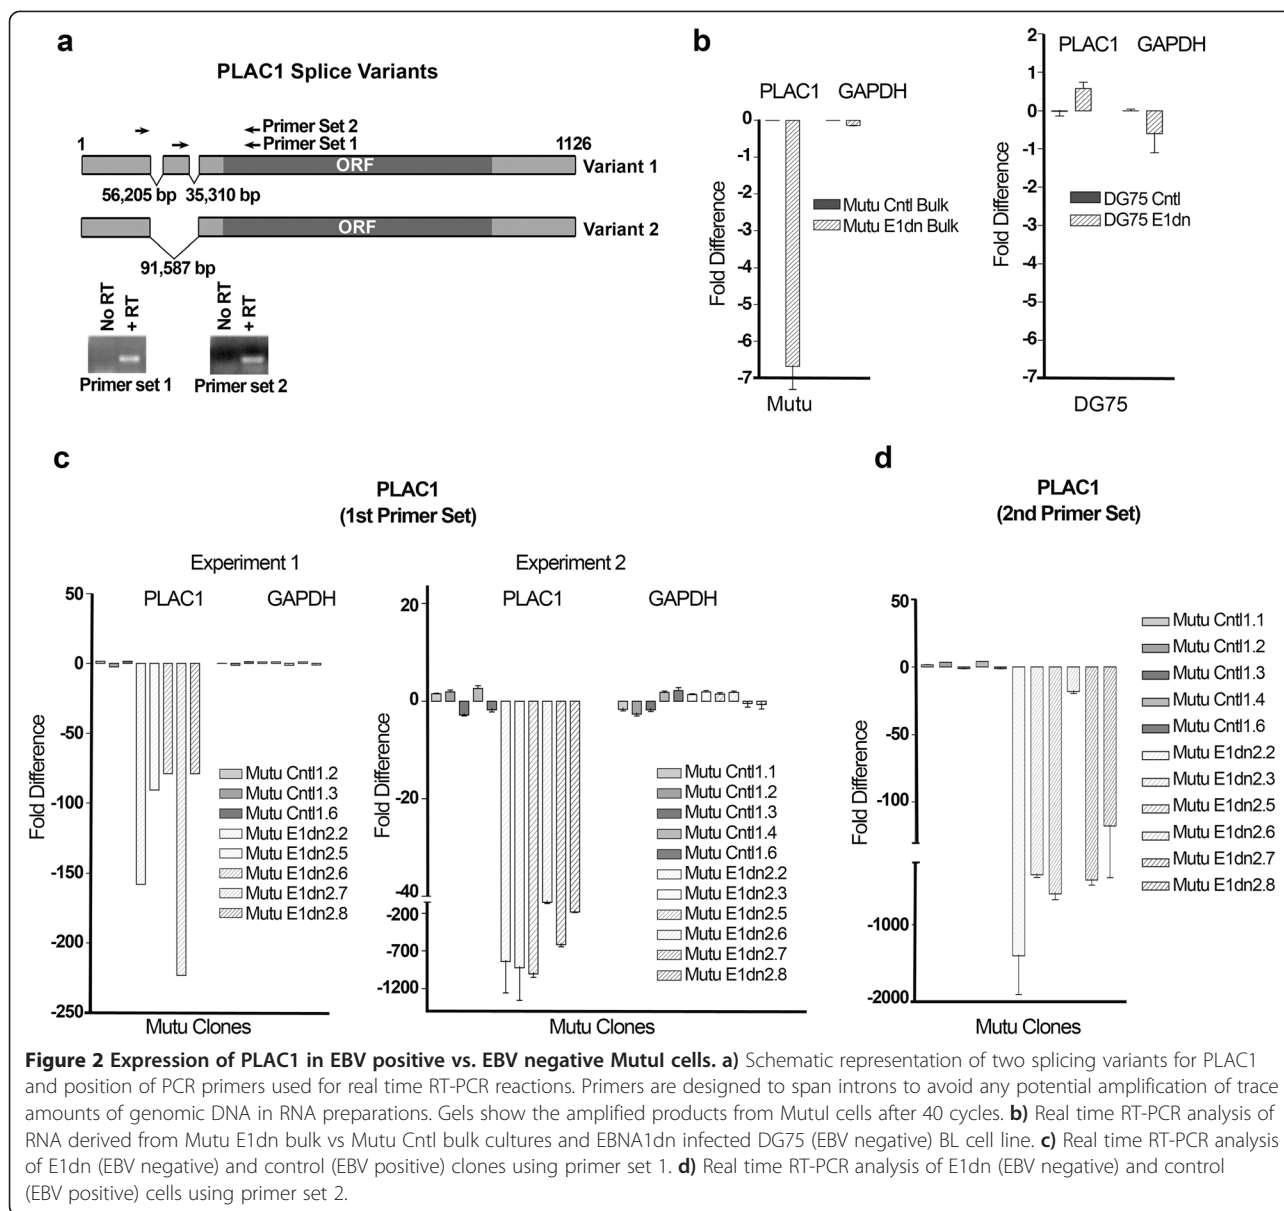 a
PLAC1 Splice Variants
Primer Set 2
1 Primer Set 1 1126
ORF Variant 1
56,205 bp 35,310 bp
ORF Variant 2
91,587 bp
No RT + RT No RT + RT
Primer set 1 Primer set 2
b
PLAC1 GAPDH
Fold Difference
0
-1
-2
-3
-4
-5
-6
-7
Mutu Cntl Bulk
Mutu E1dn Bulk
Mutu
PLAC1 GAPDH
Fold Difference
2
1
0
-1
-2
-3
-4
-5
-6
-7
DG75 Cntl
DG75 E1dn
DG75
c
PLAC1
(1st Primer Set)
Experiment 1
PLAC1 GAPDH
Fold Difference
50
0
-50
-100
-150
-200
-250
Mutu Cntl1.2
Mutu Cntl1.3
Mutu Cntl1.6
Mutu E1dn2.2
Mutu E1dn2.5
Mutu E1dn2.6
Mutu E1dn2.7
Mutu E1dn2.8
Mutu Clones
Experiment 2
PLAC1 GAPDH
Fold Difference
20
0
-20
-40
-200
-700
-1200
Mutu Cntl1.1
Mutu Cntl1.2
Mutu Cntl1.3
Mutu Cntl1.4
Mutu Cntl1.6
Mutu E1dn2.2
Mutu E1dn2.3
Mutu E1dn2.5
Mutu E1dn2.6
Mutu E1dn2.7
Mutu E1dn2.8
Mutu Clones
d
PLAC1
(2nd Primer Set)
Fold Difference
50
0
-50
-100
-1000
-2000
Mutu Cntl1.1
Mutu Cntl1.2
Mutu Cntl1.3
Mutu Cntl1.4
Mutu Cntl1.6
Mutu E1dn2.2
Mutu E1dn2.3
Mutu E1dn2.5
Mutu E1dn2.6
Mutu E1dn2.7
Mutu E1dn2.8
Mutu Clones
Figure 2 Expression of PLAC1 in EBV positive vs. EBV negative MutuI cells. a) Schematic representation of two splicing variants for PLAC1
and position of PCR primers used for real time RT-PCR reactions. Primers are designed to span introns to avoid any potential amplification of trace
amounts of genomic DNA in RNA preparations. Gels show the amplified products from MutuI cells after 40 cycles. b) Real time RT-PCR analysis of
RNA derived from Mutu E1dn bulk vs Mutu Cntl bulk cultures and EBNA1dn infected DG75 (EBV negative) BL cell line. c) Real time RT-PCR analysis
of E1dn (EBV negative) and control (EBV positive) clones using primer set 1. d) Real time RT-PCR analysis of E1dn (EBV negative) and control
(EBV positive) cells using primer set 2.